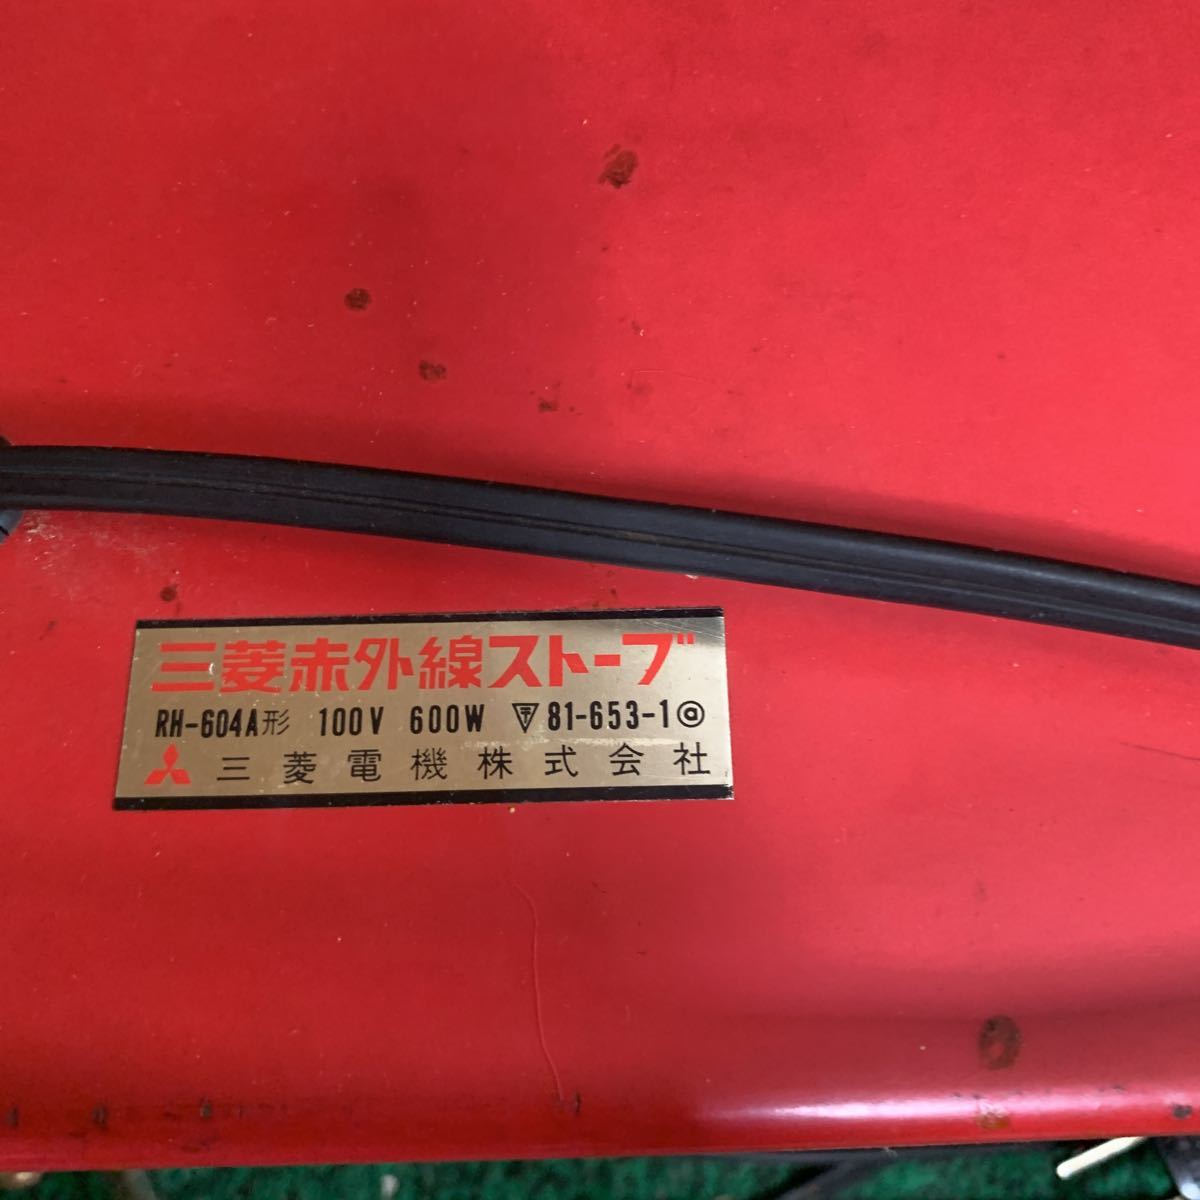 三菱赤外線ストーブ
RH-604A形 100V 600W 〒81-653-1ⓐ
三菱電機株式会社